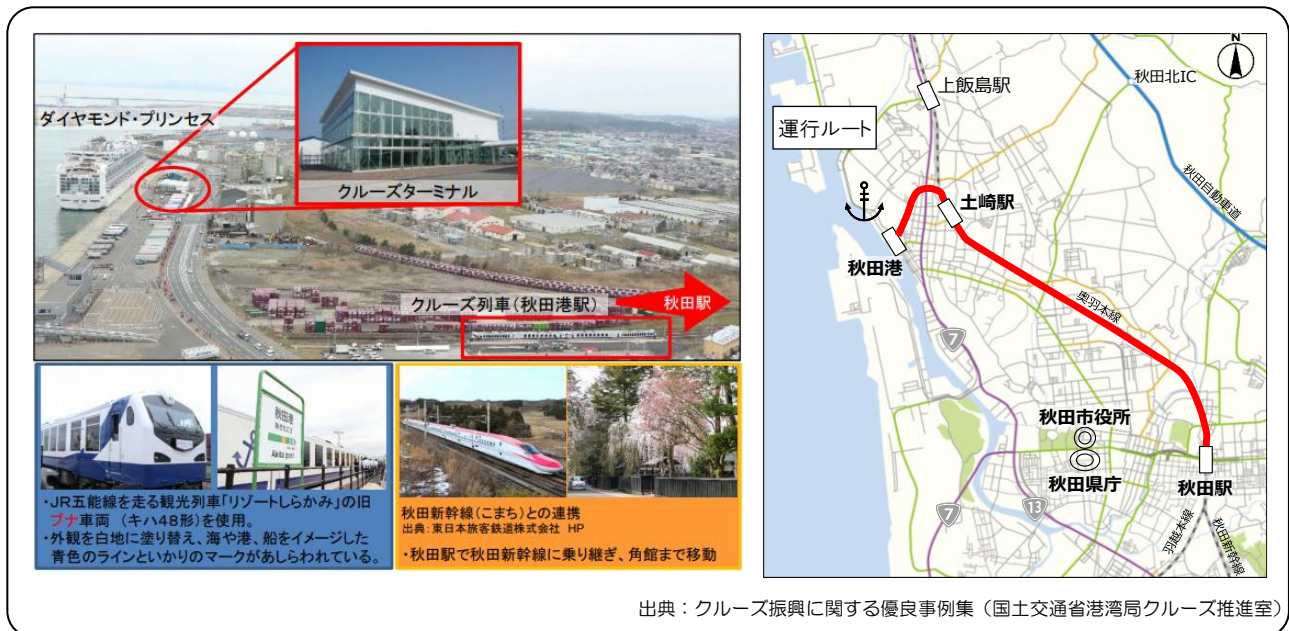 ダイヤモンド・プリンセス
クルーズターミナル
クルーズ列車(秋田港駅)
秋田駅
秋田港
あきたこう
Akita port
・JR五能線を走る観光列車「リゾートしらかみ」の旧
ブナ車両 (キハ48形)を使用。
・外観を白地に塗り替え、海や港、船をイメージした
青色のラインといかりのマークがあしらわれている。
秋田新幹線(こまち)との連携
出典:東日本旅客鉄道株式会社 HP
・秋田駅で秋田新幹線に乗り継ぎ、角館まで移動
N
秋田北IC
上飯島駅
運行ルート
秋田自動車道
土崎駅
秋田港
奥羽本線
7
秋田市役所
秋田県庁
秋田駅
7
13
羽越本線
秋田新幹線
出典:クルーズ振興に関する優良事例集(国土交通省港湾局クルーズ推進室)